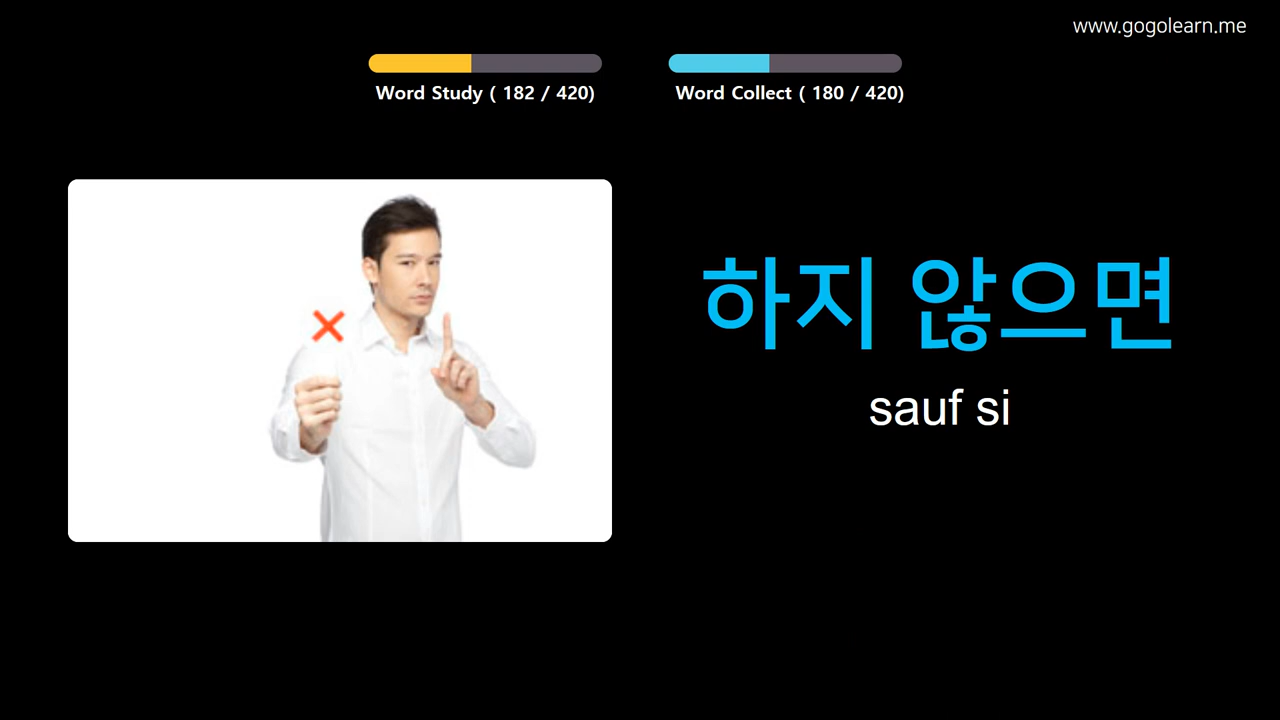 www.gogolearn.me
Word Study ( 182 / 420)
Word Collect ( 180 / 420)
하지 않으면
sauf si